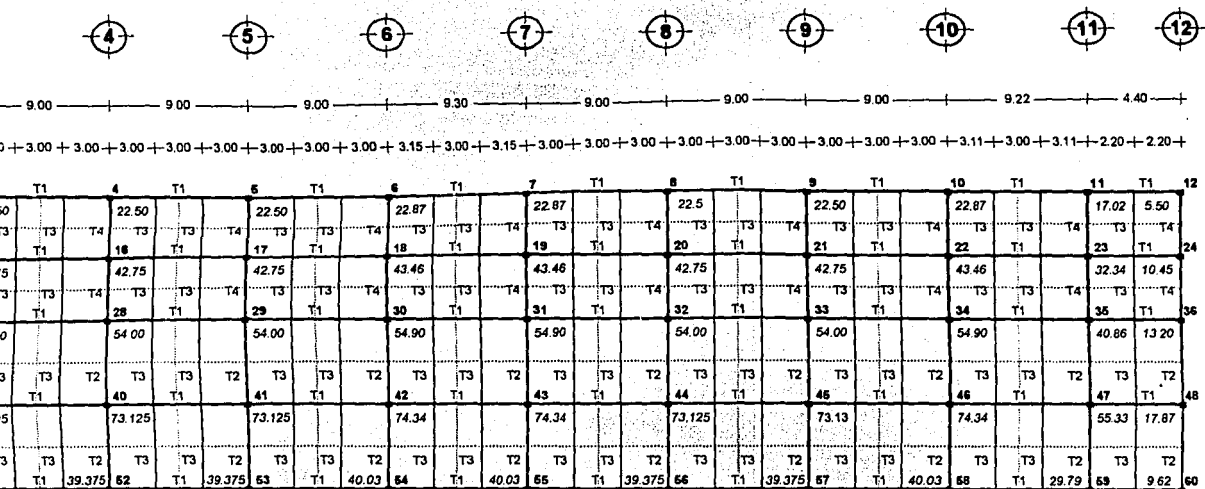 4 5 6 7 8 9 10 11 12
9.00 9.00 9.00 9.30 9.00 9.00 9.00 9.22 4.40
0 3.00 3.00 3.00 3.00 3.00 3.00 3.00 3.15 3.00 3.15 3.00 3.00 3.00 3.00 3.00 3.00 3.00 3.00 3.00 3.11 3.00 3.11 2.20 2.20
T1 4 T1 5 T1 6 T1 7 T1 8 T1 9 T1 10 T1 11 T1 12
50 22.50 22.50 22.87 22.87 22.5 22.50 22.87 17.02 5.50
T3 T3 T4 T3 T3 T4 T3 T3 T4 T3 T3 T4 T3 T3 T4 T3 T3 T4 T3 T3 T4 T3 T3 T4 T3 T4
T1 16 T1 17 T1 18 T1 19 T1 20 T1 21 T1 22 T1 23 T1 24
75 42.75 42.75 43.46 43.46 42.75 42.75 43.46 32.34 10.45
T3 T3 T4 T3 T3 T4 T3 T3 T4 T3 T3 T4 T3 T3 T4 T3 T3 T4 T3 T3 T4 T3 T3 T4 T3 T4
T1 28 T1 29 T1 30 T1 31 T1 32 T1 33 T1 34 T1 35 T1 36
0 54.00 54.00 54.90 54.90 54.00 54.00 54.90 40.86 13.20
T3 T3 T2 T3 T3 T2 T3 T3 T2 T3 T3 T2 T3 T3 T2 T3 T3 T2 T3 T3 T2 T3 T3 T2 T3 T2
T1 40 T1 41 T1 42 T1 43 T1 44 T1 45 T1 46 T1 47 T1 48
5 73.125 73.125 74.34 74.34 73.125 73.13 74.34 55.33 17.87
T3 T3 T2 T3 T3 T2 T3 T3 T2 T3 T3 T2 T3 T3 T2 T3 T3 T2 T3 T3 T2 T3 T3 T2 T3 T2
T1 39.375 52 T1 39.375 53 T1 40.03 54 T1 40.03 55 T1 39.375 56 T1 39.375 57 T1 40.03 58 T1 29.79 59 9.62 60